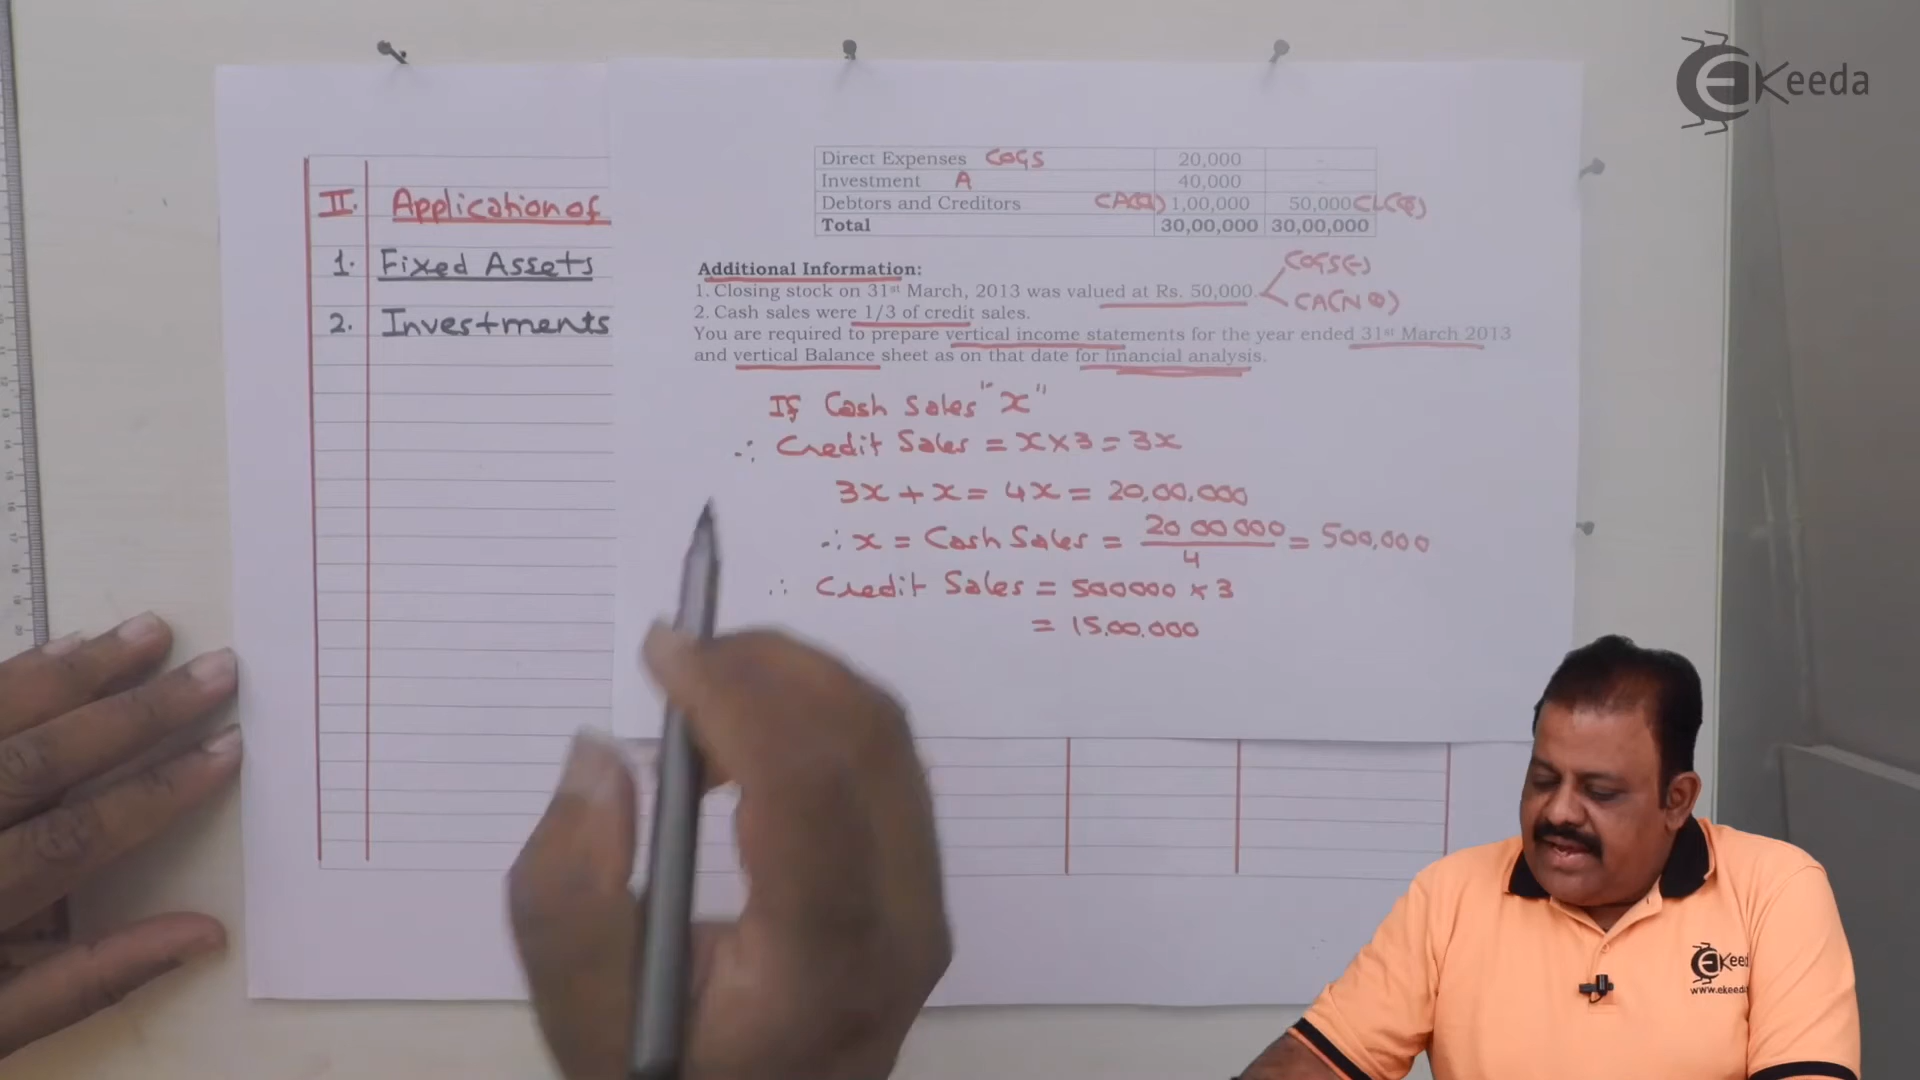 EKeeda
II. Application of
1. Fixed Assets
2. Investments
Direct Expenses COGS 20,000 -
Investment A 40,000 -
Debtors and Creditors CA(Q) 1,00,000 50,000 CL(Q)
Total 30,00,000 30,00,000
Additional Information:
COGS(-)
1. Closing stock on 31st March, 2013 was valued at Rs. 50,000.
CA(NQ)
2. Cash sales were 1/3 of credit sales.
You are required to prepare vertical income statements for the year ended 31st March 2013
and vertical Balance sheet as on that date for financial analysis.
If Cash Sales "x"
∴ Credit Sales = x×3 = 3x
3x + x = 4x = 20,00,000
∴ x = Cash Sales = 20 00 000 / 4 = 500,000
∴ Credit Sales = 500000 × 3
= 15,00,000
EKeed
www.ekeeda